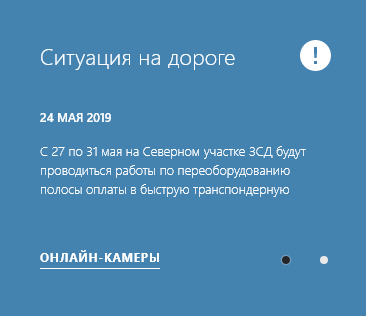 Ситуация на дороге
!
24 МАЯ 2019
С 27 по 31 мая на Северном участке ЗСД будут
проводиться работы по переоборудованию
полосы оплаты в быструю транспондерную
ОНЛАЙН-КАМЕРЫ